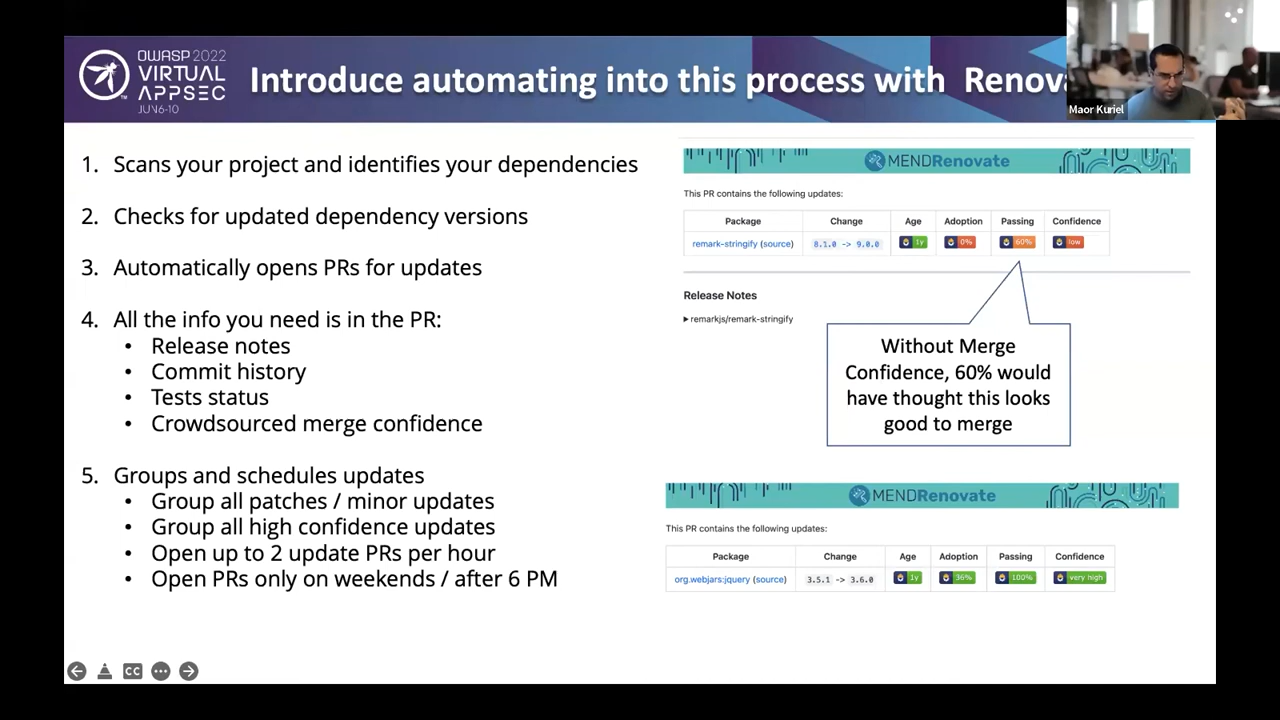 OWASP 2022
VIRTUAL
APPSEC
JUN 6-10
Introduce automating into this process with Renova
Maor Kuriel
1. Scans your project and identifies your dependencies
2. Checks for updated dependency versions
3. Automatically opens PRs for updates
4. All the info you need is in the PR:
• Release notes
• Commit history
• Tests status
• Crowdsourced merge confidence
5. Groups and schedules updates
• Group all patches / minor updates
• Group all high confidence updates
• Open up to 2 update PRs per hour
• Open PRs only on weekends / after 6 PM
MENDRenovate
This PR contains the following updates:
Package Change Age Adoption Passing Confidence
remark-stringify (source) 8.1.0 -> 9.0.0 1y 0% 60% low
Release Notes
▶ remarkjs/remark-stringify
Without Merge
Confidence, 60% would
have thought this looks
good to merge
MENDRenovate
This PR contains the following updates:
Package Change Age Adoption Passing Confidence
org.webjars:jquery (source) 3.5.1 -> 3.6.0 1y 36% 100% very high
CC